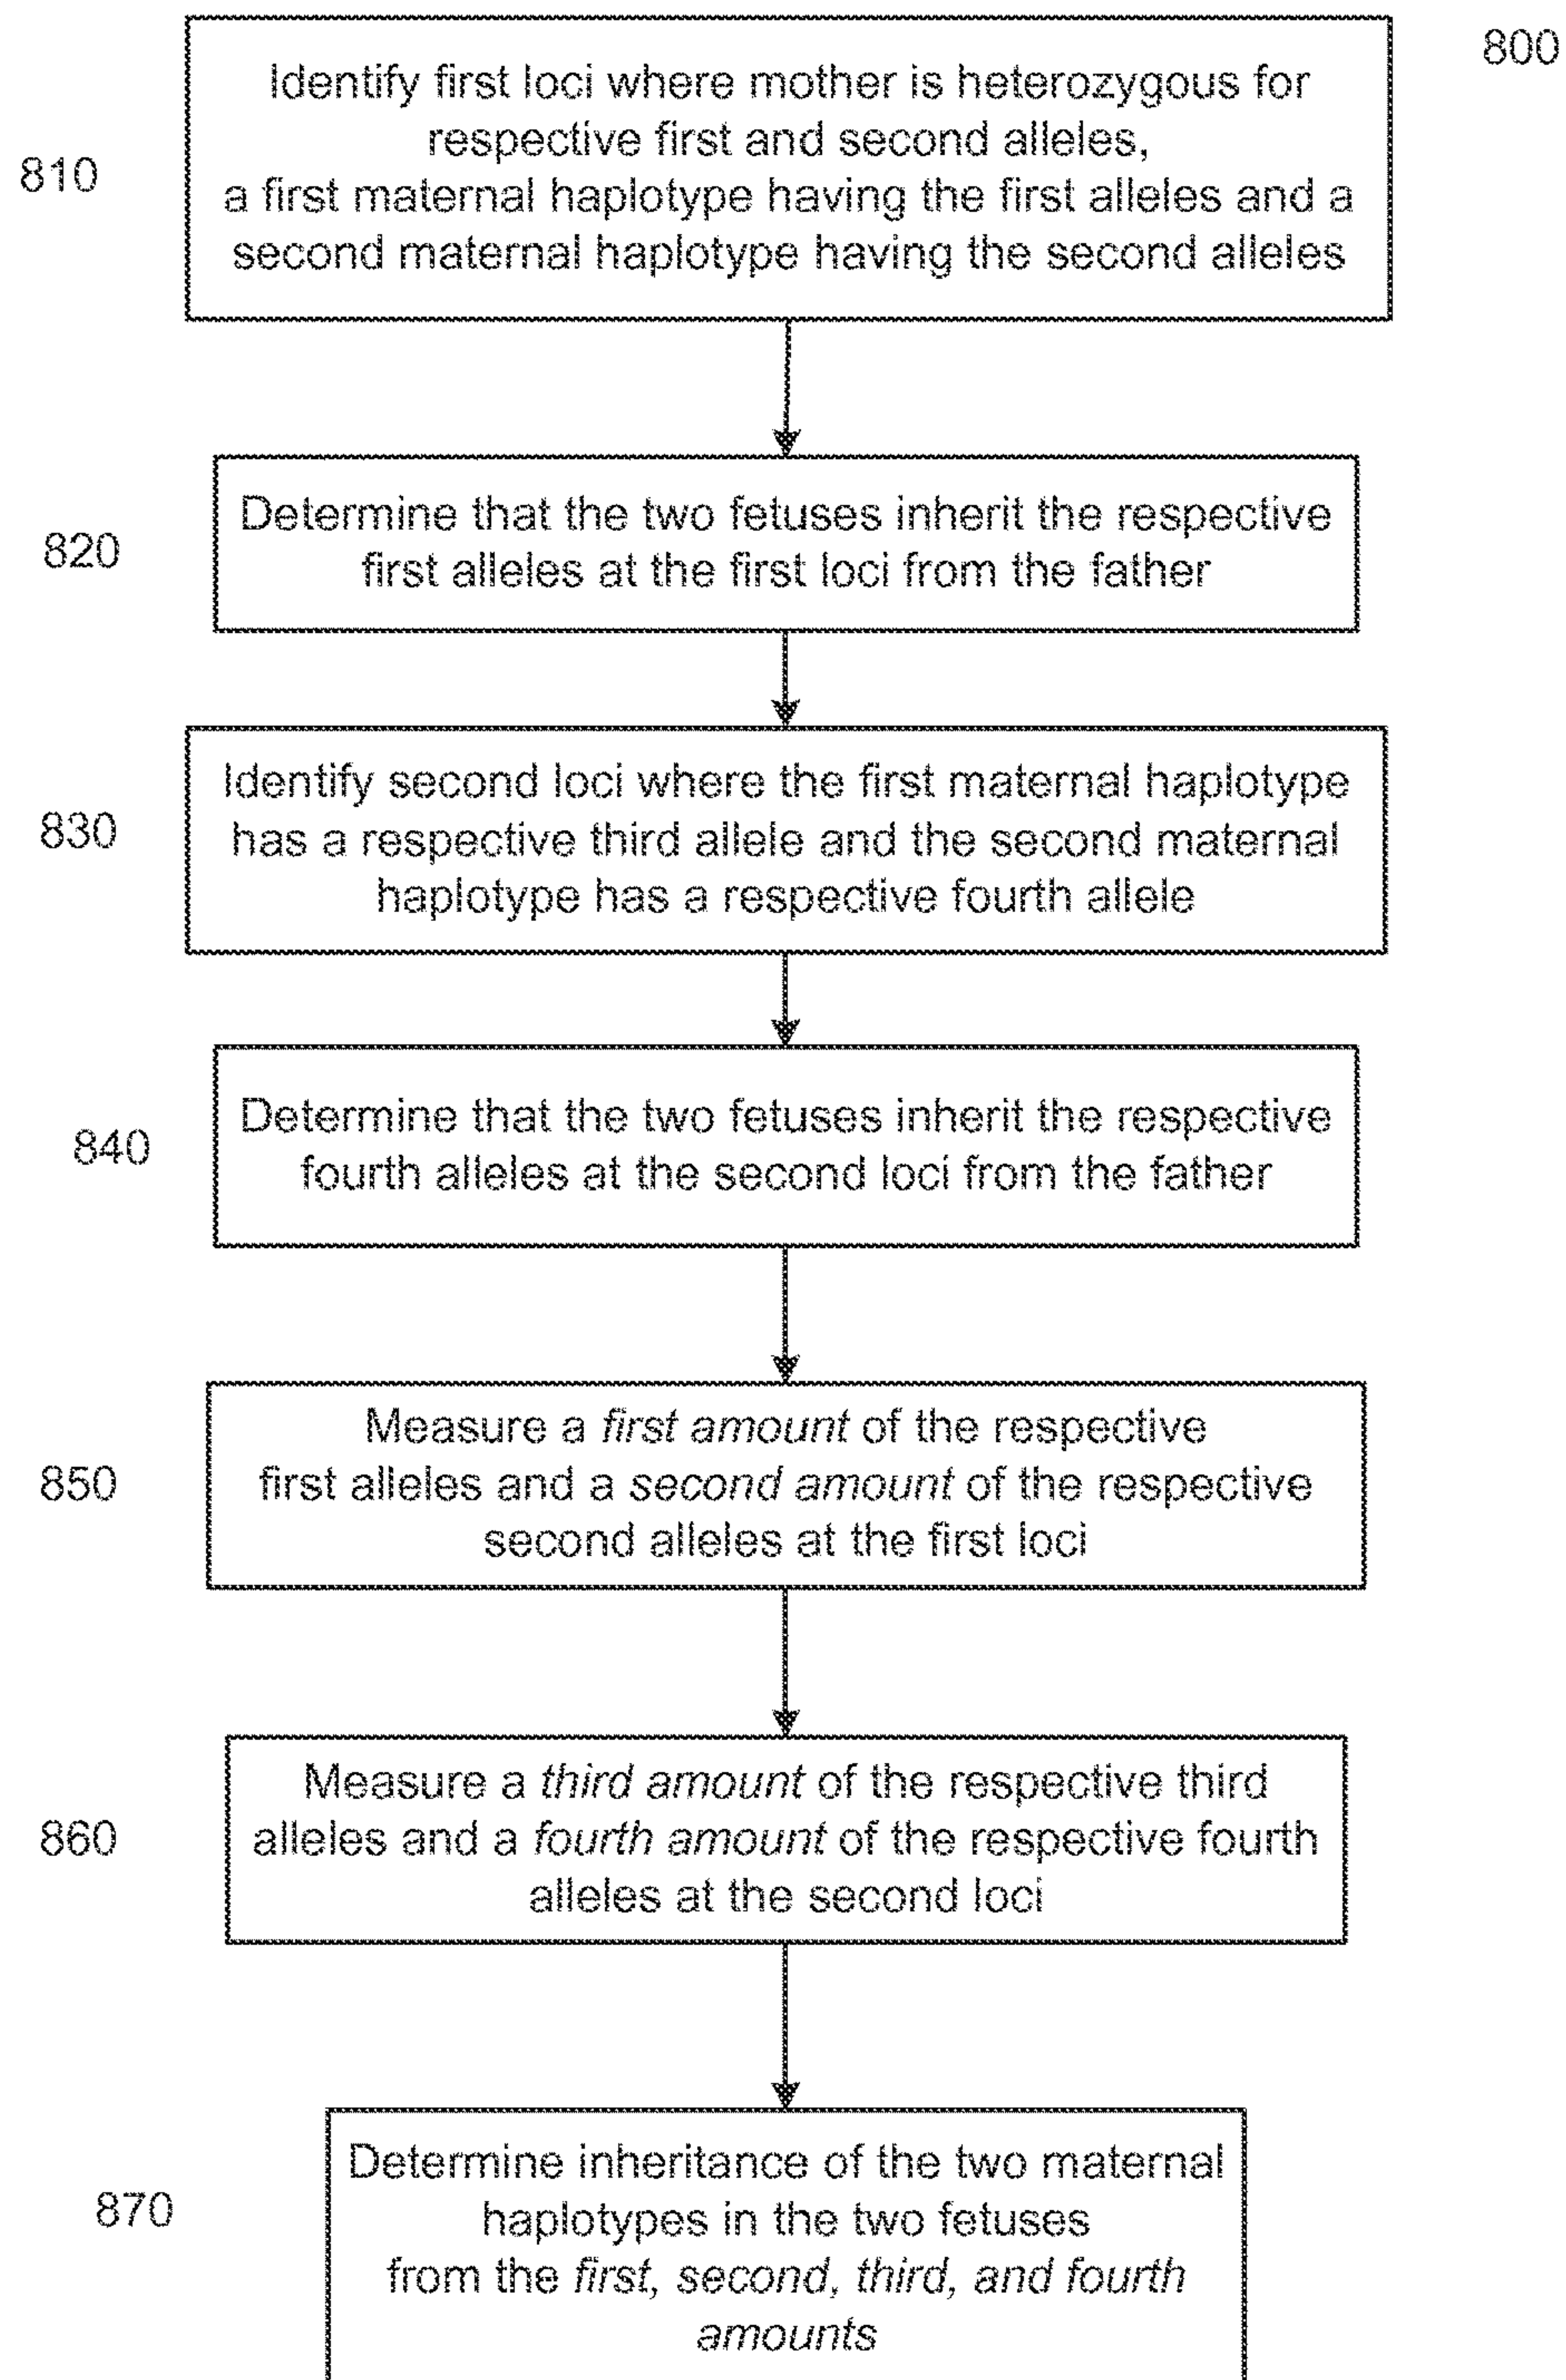 800
Identify first loci where mother is heterozygous for
respective first and second alleles,
a first maternal haplotype having the first alleles and a
second maternal haplotype having the second alleles
810
Determine that the two fetuses inherit the respective
first alleles at the first loci from the father
820
Identify second loci where the first maternal haplotype
has a respective third allele and the second maternal
haplotype has a respective fourth allele
830
Determine that the two fetuses inherit the respective
fourth alleles at the second loci from the father
840
Measure a first amount of the respective
first alleles and a second amount of the respective
second alleles at the first loci
850
Measure a third amount of the respective third
alleles and a fourth amount of the respective fourth
alleles at the second loci
860
Determine inheritance of the two maternal
haplotypes in the two fetuses
from the first, second, third, and fourth
amounts
870